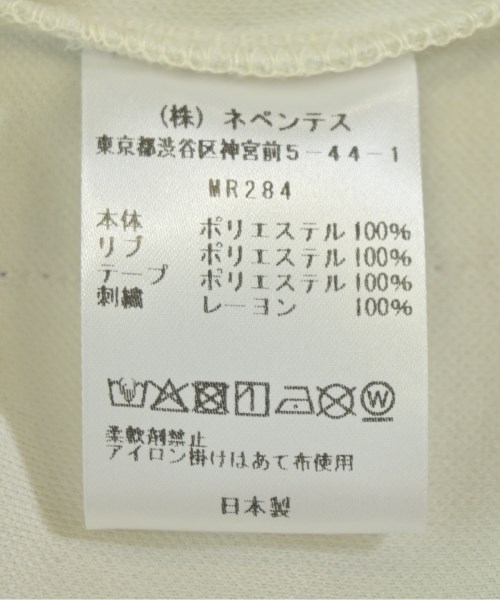 (株) ネペンテス
東京都渋谷区神宮前5-44-1
MR284
本体 ポリエステル 100%
リブ ポリエステル 100%
テープ ポリエステル 100%
刺繍 レーヨン 100%
W
柔軟剤禁止
アイロン掛けはあて布使用
日本製